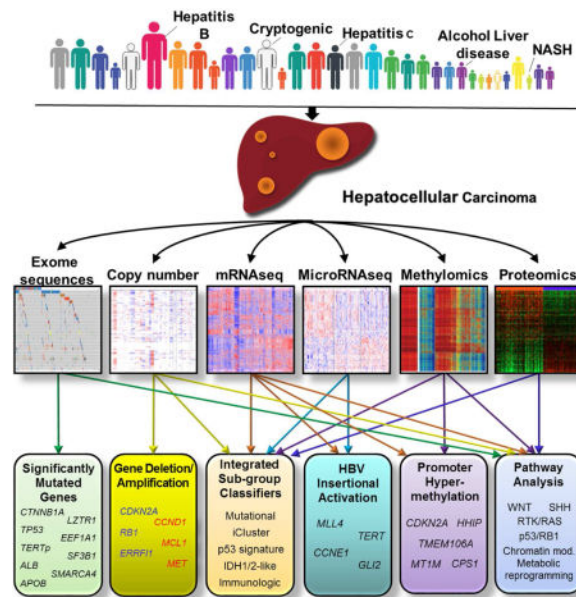 Hepatitis
B
Cryptogenic
Hepatitis c
Alcohol Liver
disease
NASH
Hepatocellular Carcinoma
Exome
sequences
Copy number
mRNAseq
MicroRNAseq
Methylomics
Proteomics
Significantly
Mutated
Genes
CTNNB1A
LZTR1
TP53
EEF1A1
TERTp
SF3B1
ALB
SMARCA4
APOB
Gene Deletion/
Amplification
CDKN2A
CCND1
RB1
MCL1
ERRFI1
MET
Integrated
Sub-group
Classifiers
Mutational
iCluster
p53 signature
IDH1/2-like
Immunologic
HBV
Insertional
Activation
MLL4
TERT
CCNE1
GLI2
Promoter
Hyper-
methylation
CDKN2A HHIP
TMEM106A
MT1M CPS1
Pathway
Analysis
WNT SHH
RTK/RAS
p53/RB1
Chromatin mod.
Metabolic
reprogramming